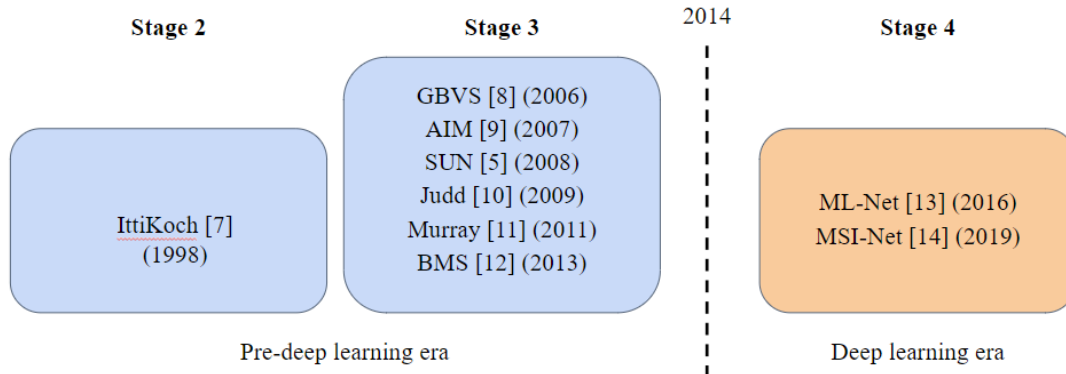 Stage 2
Stage 3
2014
Stage 4
IttiKoch [7]
(1998)
GBVS [8] (2006)
AIM [9] (2007)
SUN [5] (2008)
Judd [10] (2009)
Murray [11] (2011)
BMS [12] (2013)
ML-Net [13] (2016)
MSI-Net [14] (2019)
Pre-deep learning era
Deep learning era